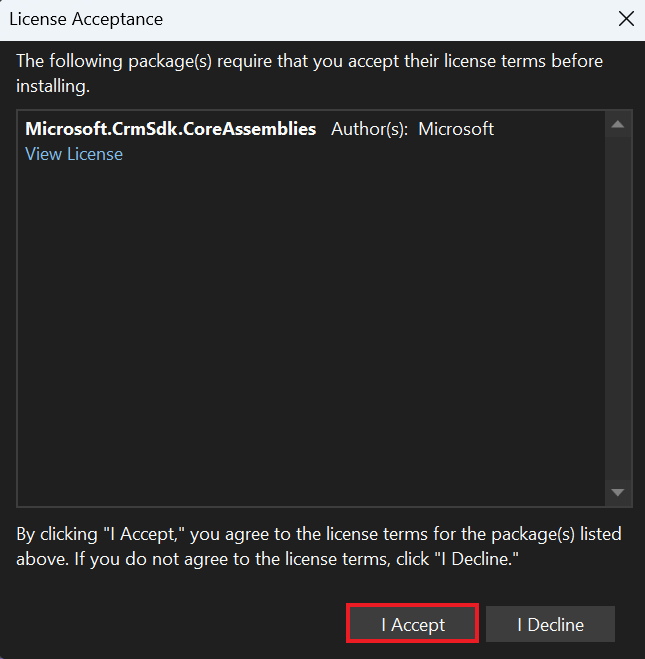 License Acceptance
The following package(s) require that you accept their license terms before
installing.
Microsoft.CrmSdk.CoreAssemblies Author(s): Microsoft
View License
By clicking "I Accept," you agree to the license terms for the package(s) listed
above. If you do not agree to the license terms, click "I Decline."
I Accept I Decline